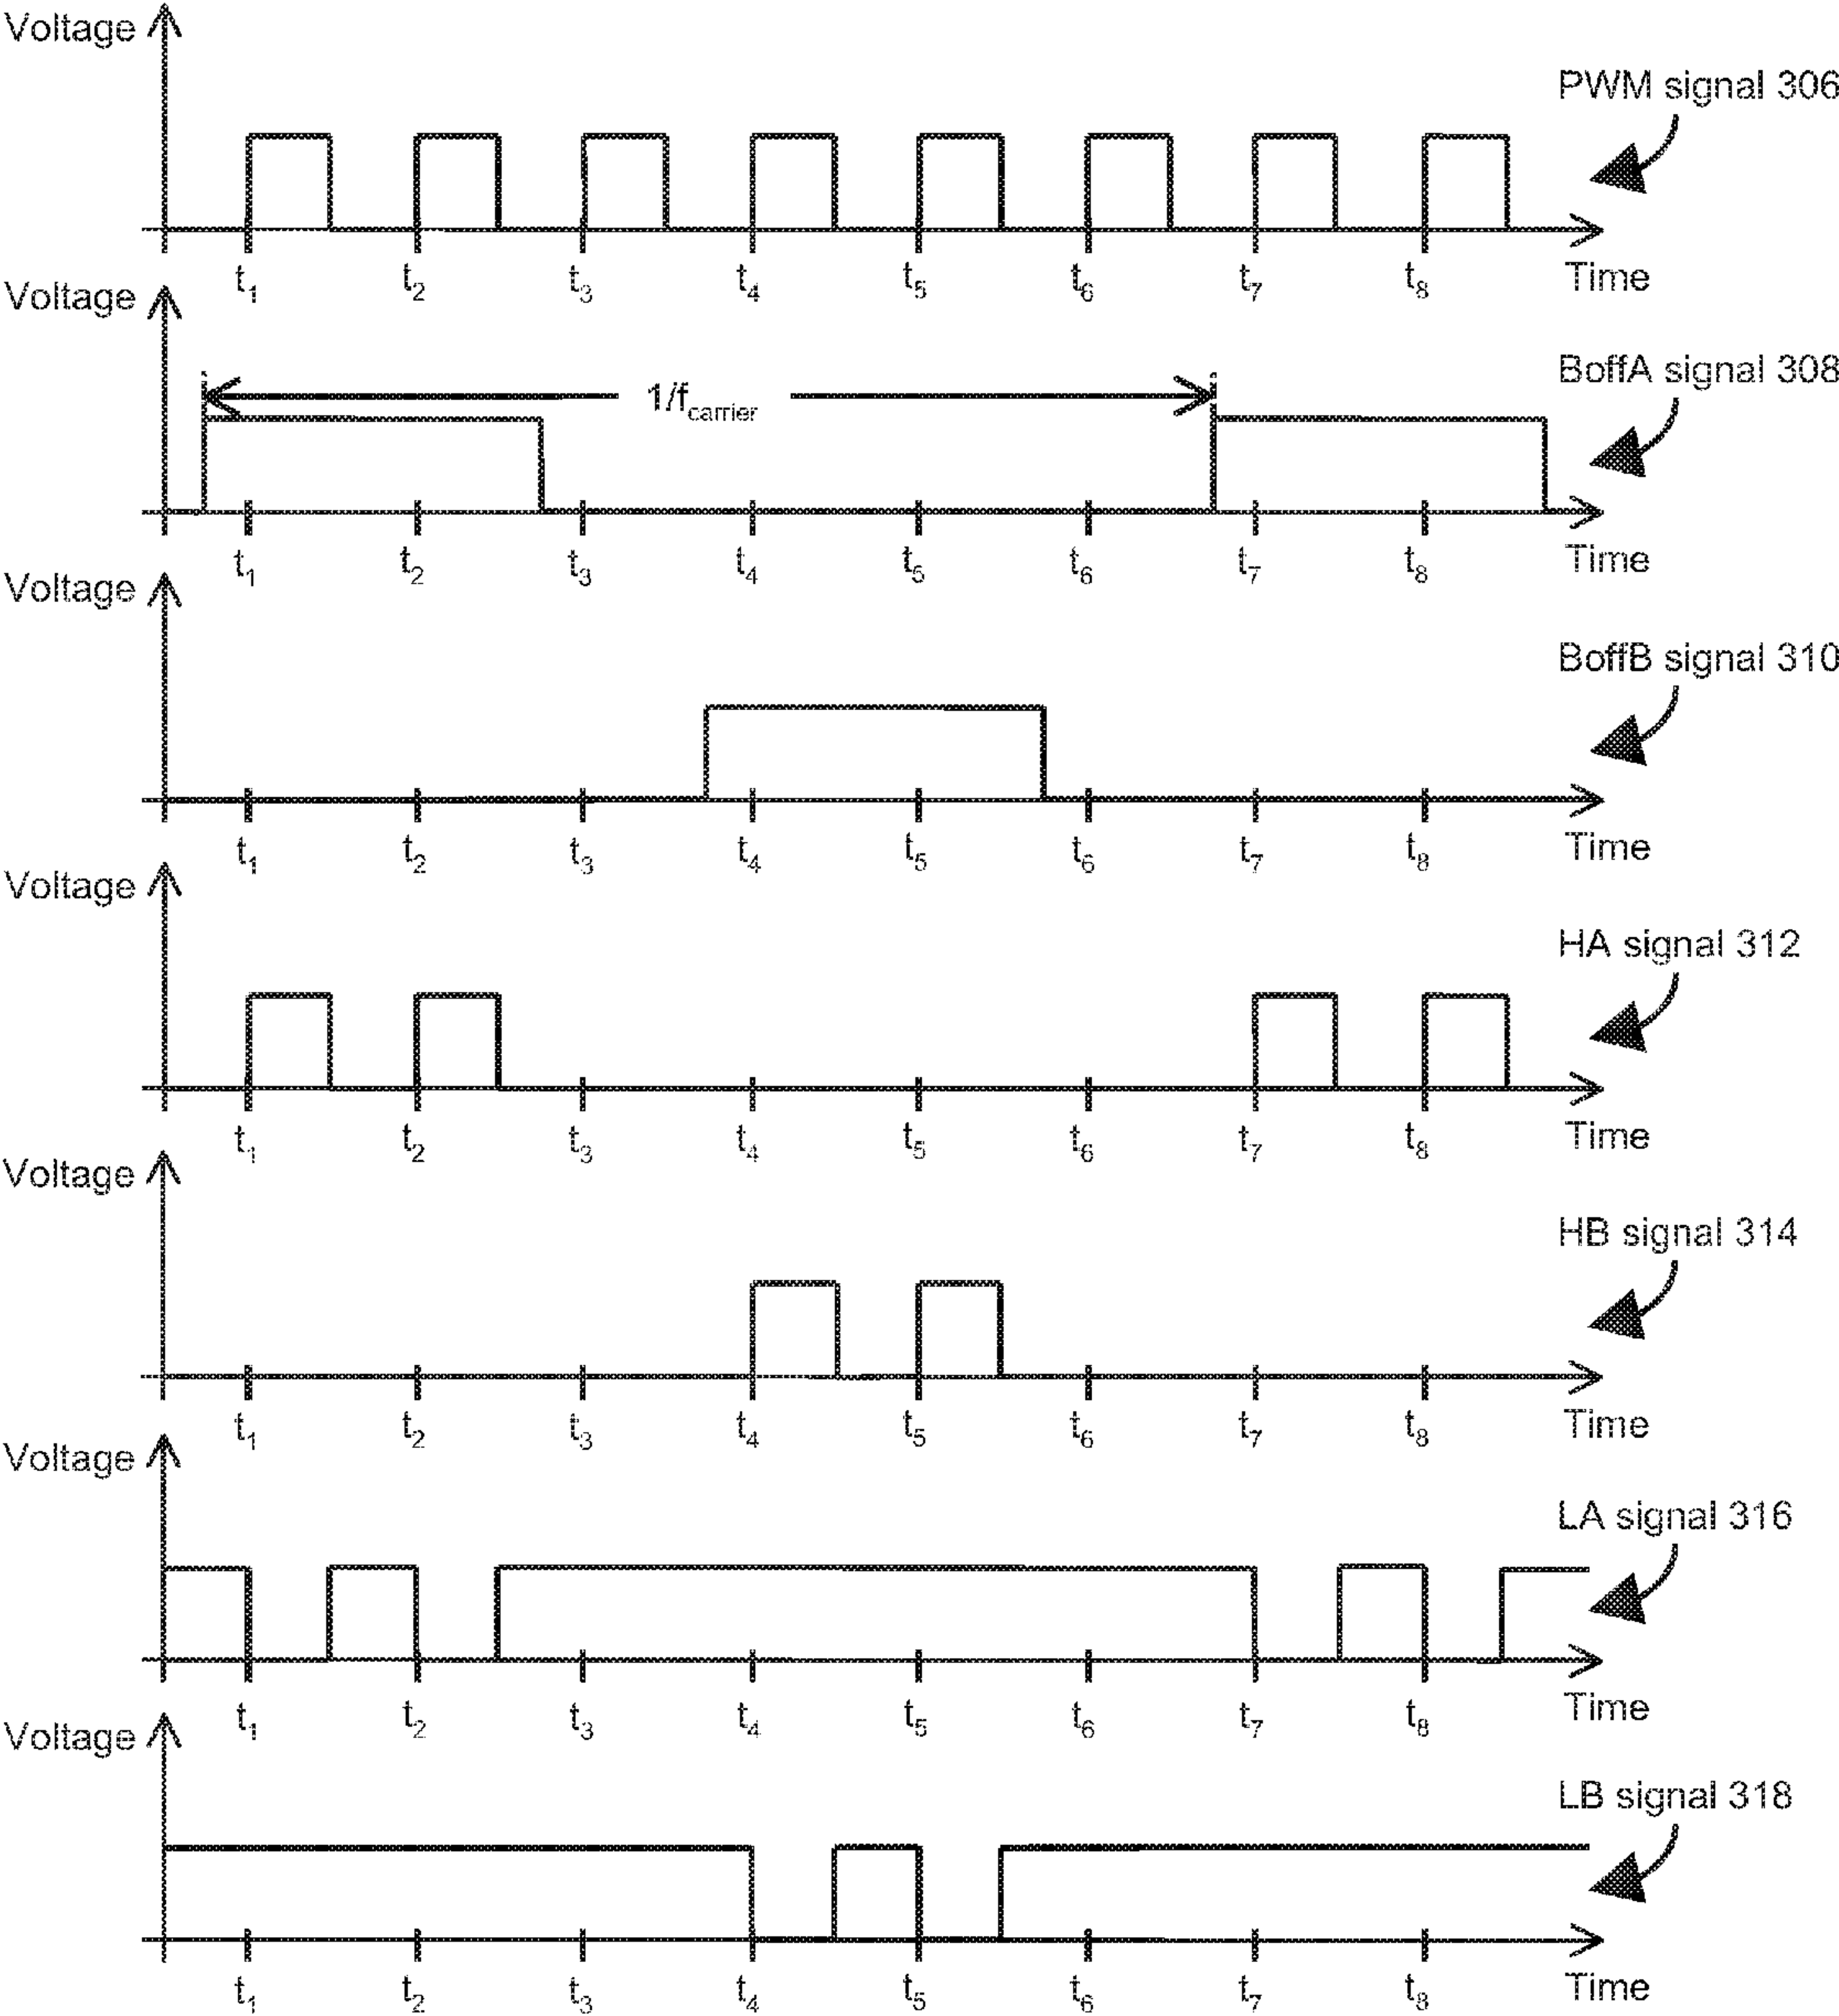 Voltage
PWM signal 306
t1 t2 t3 t4 t5 t6 t7 t8 Time
Voltage
BoffA signal 308
1/fcarrier
t1 t2 t3 t4 t5 t6 t7 t8 Time
Voltage
BoffB signal 310
t1 t2 t3 t4 t5 t6 t7 t8 Time
Voltage
HA signal 312
t1 t2 t3 t4 t5 t6 t7 t8 Time
Voltage
HB signal 314
t1 t2 t3 t4 t5 t6 t7 t8 Time
Voltage
LA signal 316
t1 t2 t3 t4 t5 t6 t7 t8 Time
Voltage
LB signal 318
t1 t2 t3 t4 t5 t6 t7 t8 Time